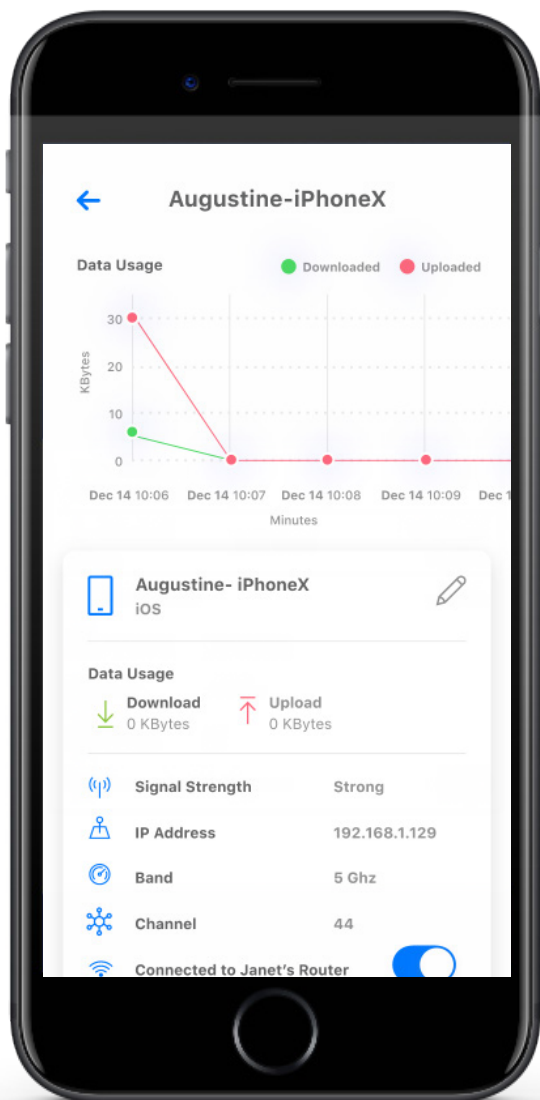 Augustine-iPhoneX
Data Usage
Downloaded
Uploaded
KBytes
30
20
10
0
Dec 14 10:06
Dec 14 10:07
Dec 14 10:08
Dec 14 10:09
Dec 1
Minutes
Augustine- iPhoneX
iOS
Data Usage
Download
0 KBytes
Upload
0 KBytes
Signal Strength Strong
IP Address 192.168.1.129
Band 5 Ghz
Channel 44
Connected to Janet's Router